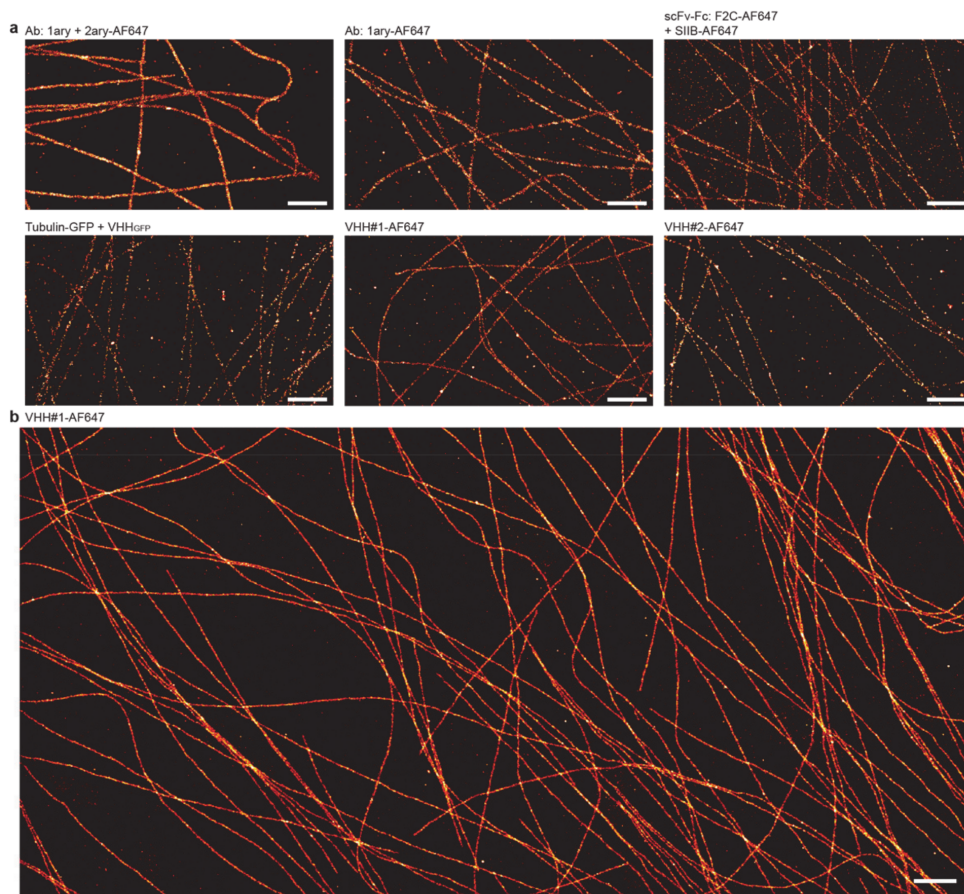 a
Ab: 1ary + 2ary-AF647
Ab: 1ary-AF647
scFv-Fc: F2C-AF647
+ SIIB-AF647
Tubulin-GFP + VHHGFP
VHH#1-AF647
VHH#2-AF647
b
VHH#1-AF647